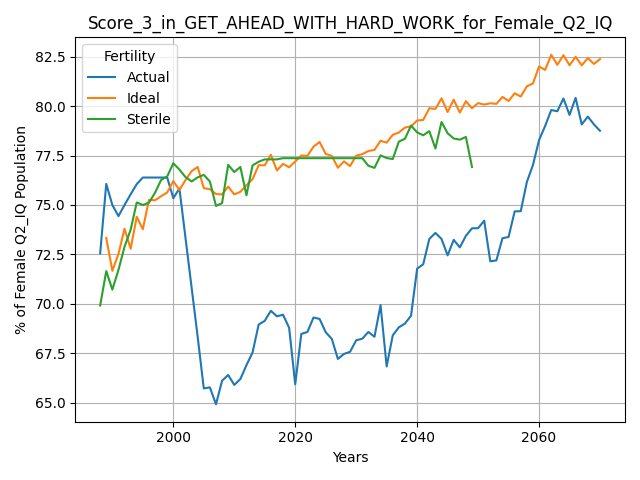 Score_3_in_GET_AHEAD_WITH_HARD_WORK_for_Female_Q2_IQ
Fertility
Actual
Ideal
Sterile
% of Female Q2_IQ Population
82.5
80.0
77.5
75.0
72.5
70.0
67.5
65.0
2000
2020
2040
2060
Years